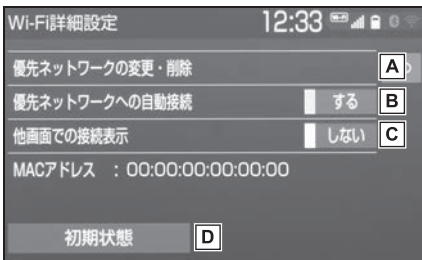 Wi-Fi詳細設定 12:33
優先ネットワークの変更・削除 A
優先ネットワークへの自動接続 する B
他画面での接続表示 しない C
MACアドレス : 00:00:00:00:00:00
初期状態 D